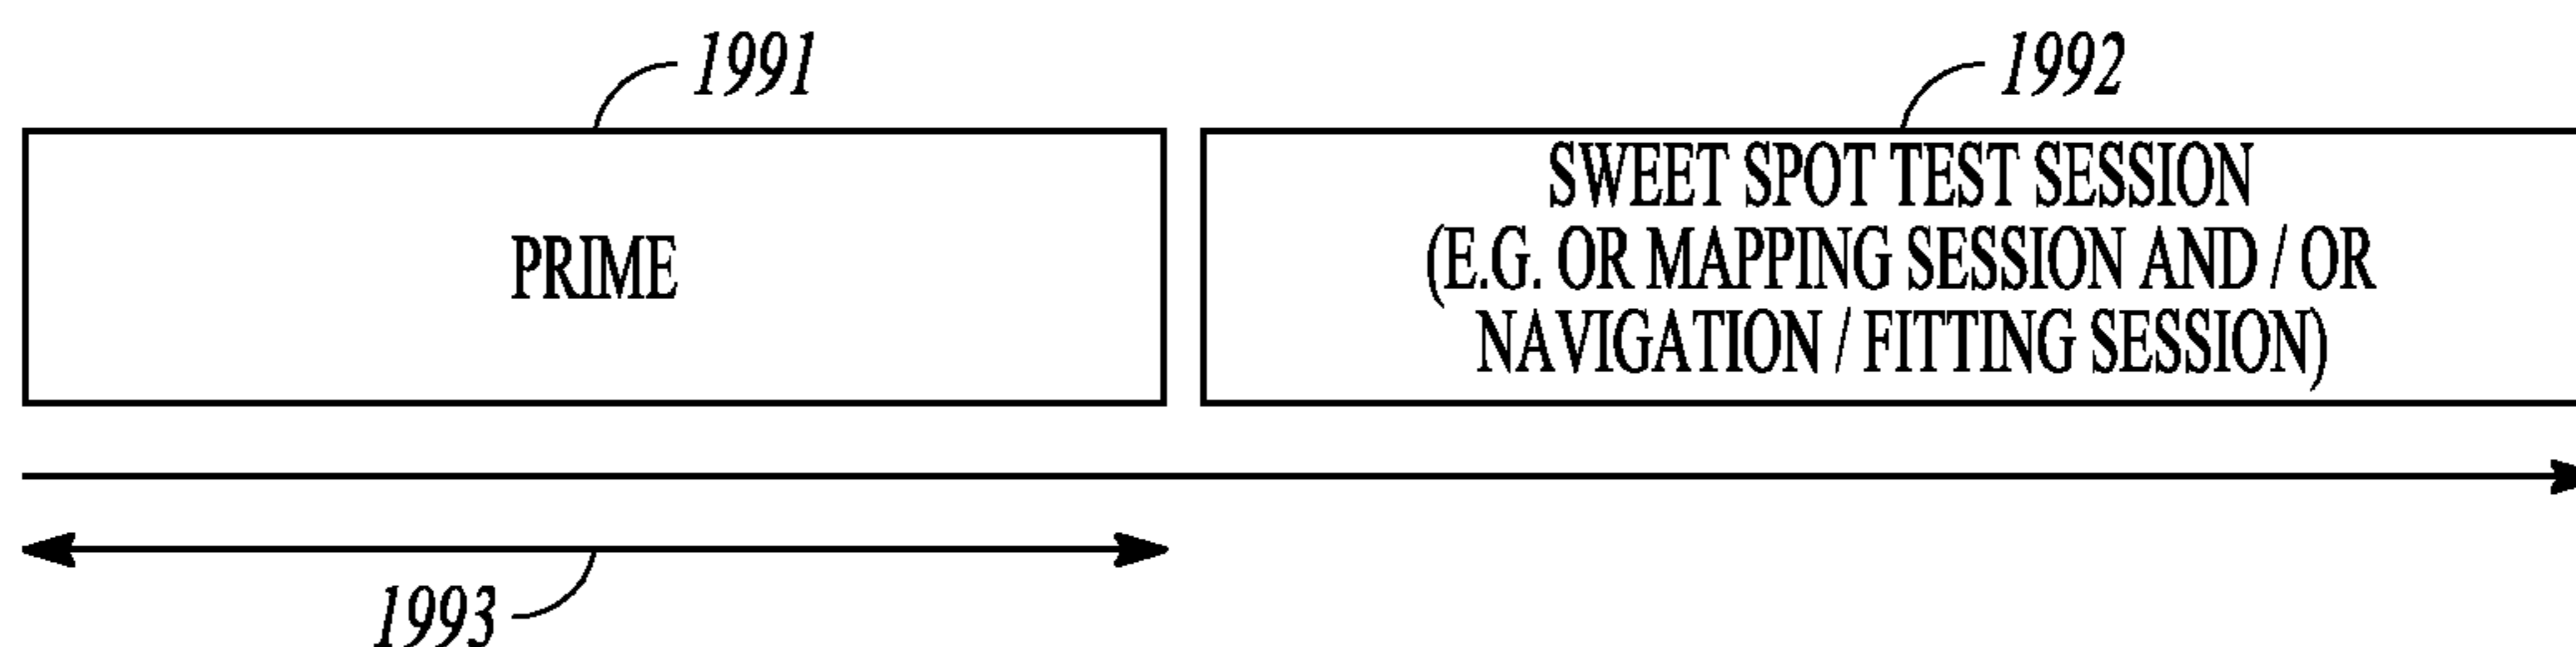 1991
1992
PRIME
SWEET SPOT TEST SESSION
(E.G. OR MAPPING SESSION AND / OR
NAVIGATION / FITTING SESSION)
1993